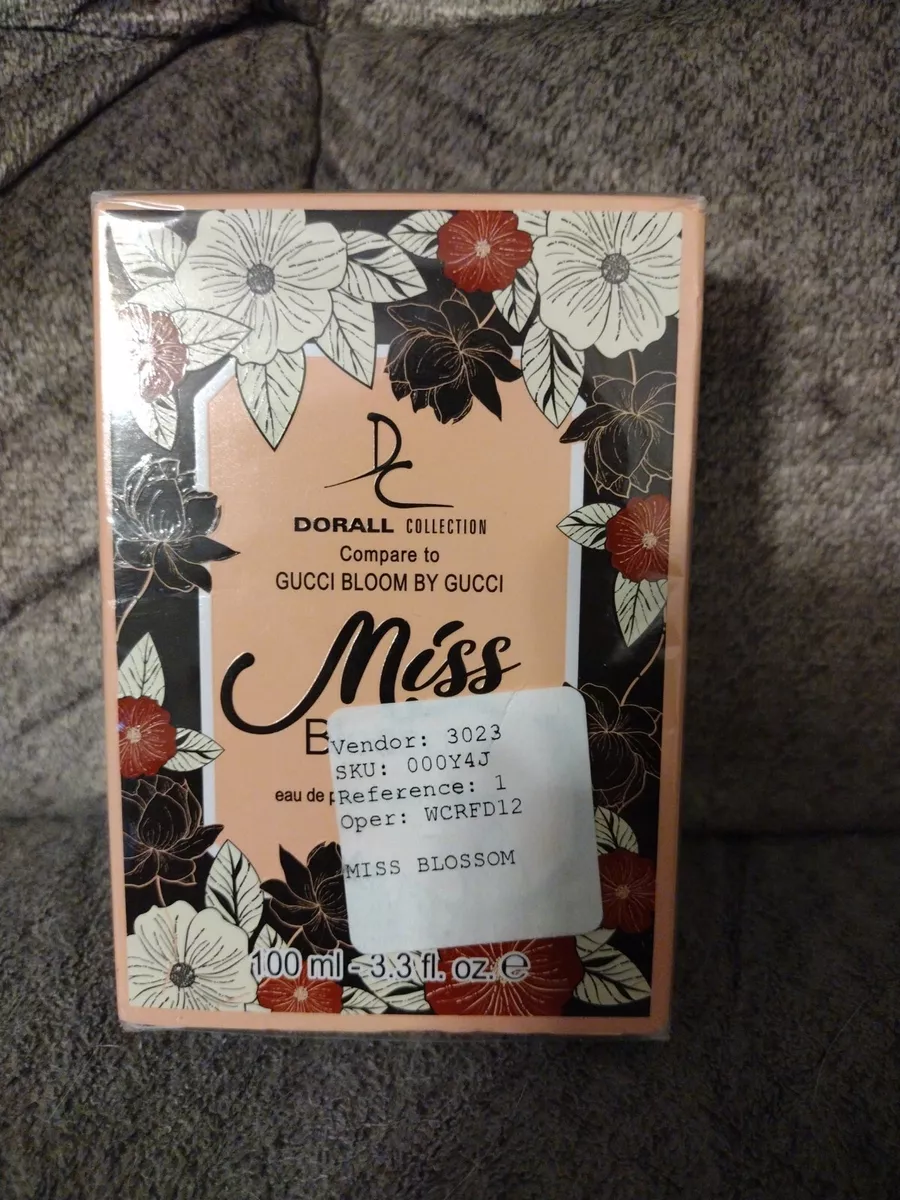 DC
DORALL COLLECTION
Compare to
GUCCI BLOOM BY GUCCI
Miss
B
eau de p
Vendor: 3023
SKU: 000Y4J
Reference: 1
Oper: WCRFD12
MISS BLOSSOM
100 ml - 3.3 fl. oz. ℮